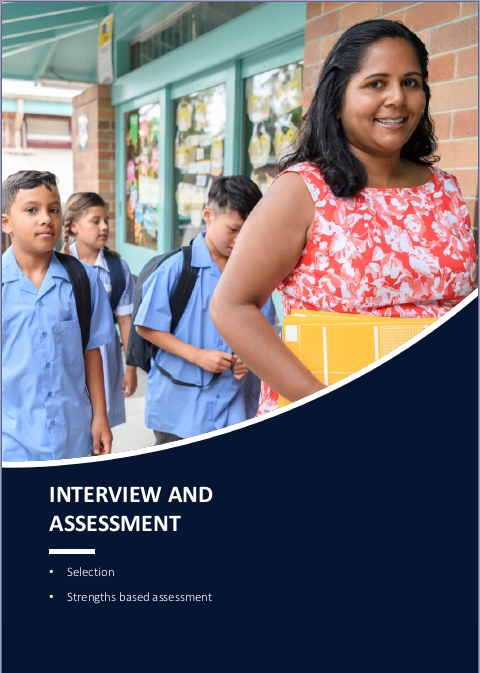 INTERVIEW AND
ASSESSMENT
• Selection
• Strengths based assessment